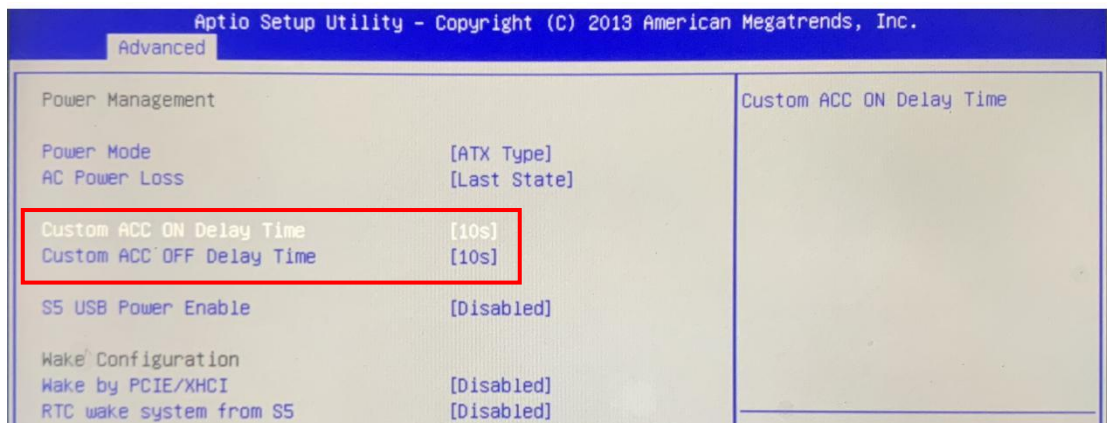 Aptio Setup Utility – Copyright (C) 2013 American Megatrends, Inc.
Advanced
Power Management
Custom ACC ON Delay Time
Power Mode [ATX Type]
AC Power Loss [Last State]
Custom ACC ON Delay Time [10s]
Custom ACC OFF Delay Time [10s]
S5 USB Power Enable [Disabled]
Wake Configuration
Wake by PCIE/XHCI [Disabled]
RTC wake system from S5 [Disabled]